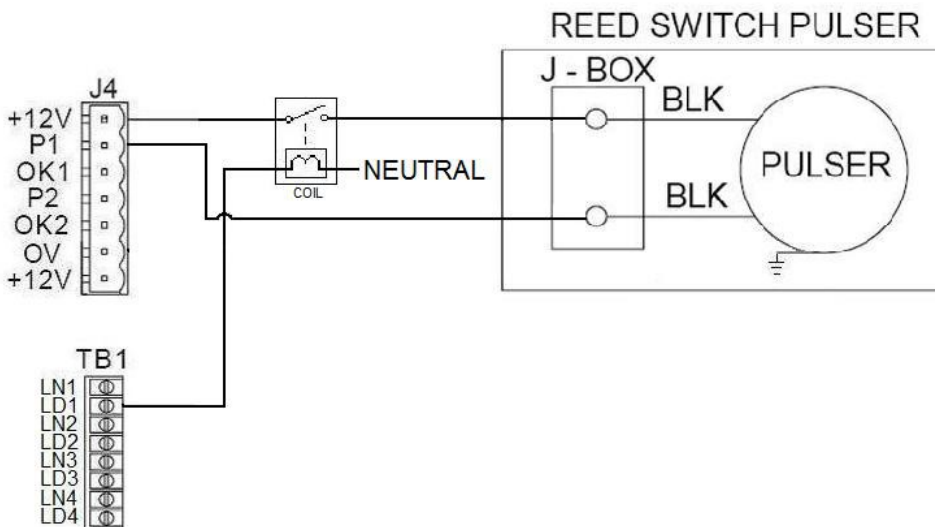 REED SWITCH PULSER
J - BOX
BLK
PULSER
BLK
J4
+12V
P1
OK1
P2
OK2
OV
+12V
NEUTRAL
COIL
TB1
LN1
LD1
LN2
LD2
LN3
LD3
LN4
LD4